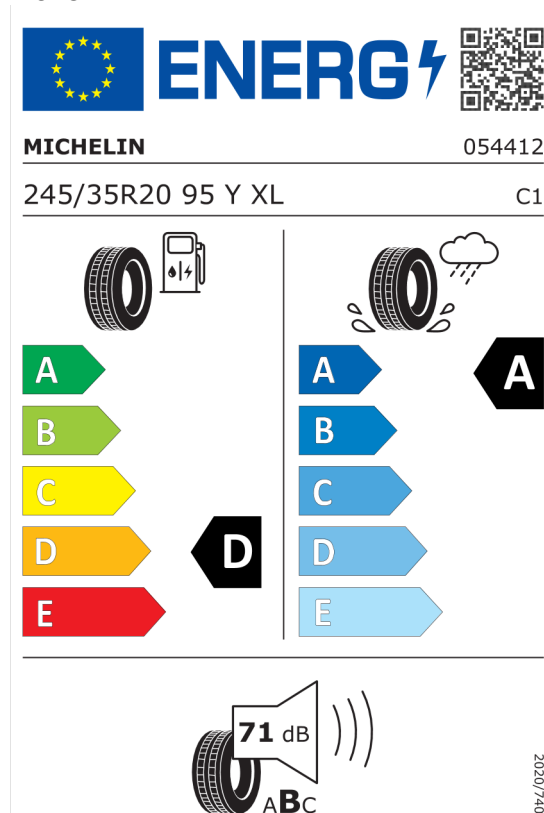 ENERG
MICHELIN 054412
245/35R20 95 Y XL C1
A A A
B B
C C
D D D
E E
71 dB
ABC
2020/740